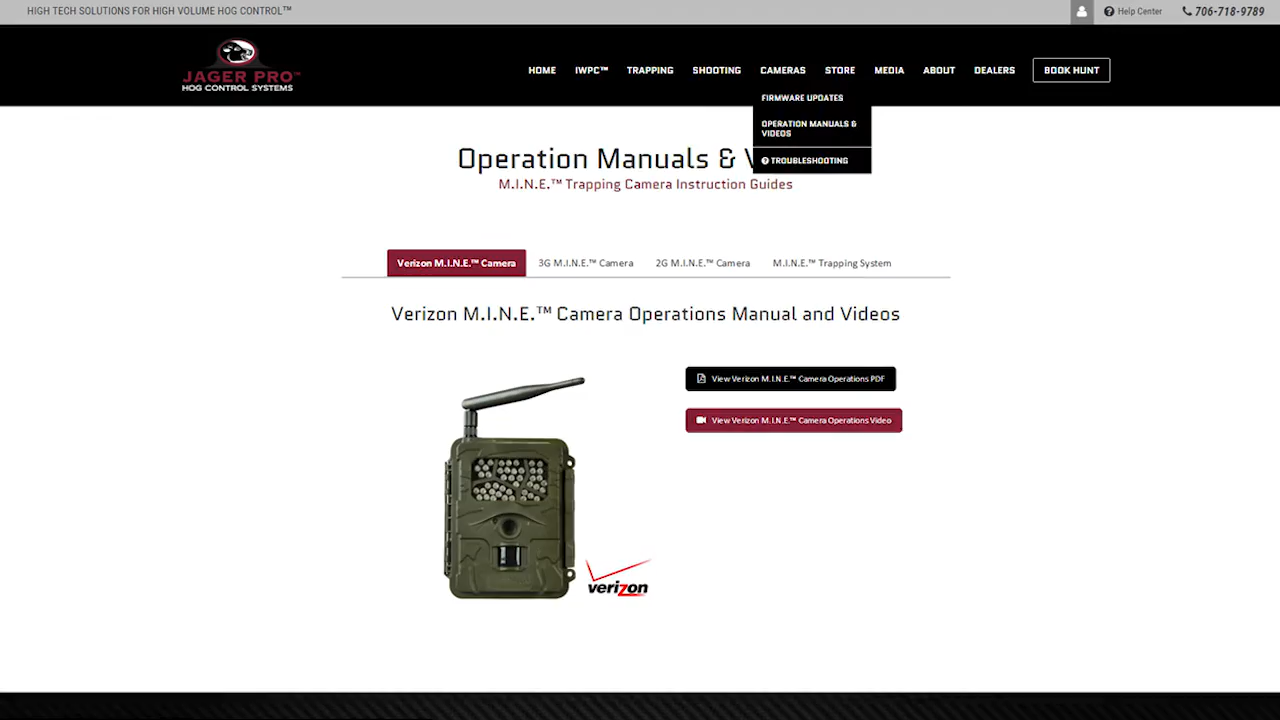 HIGH TECH SOLUTIONS FOR HIGH VOLUME HOG CONTROL™
Help Center
706-718-9789
JAGER PRO™
HOG CONTROL SYSTEMS
HOME
IWPC™
TRAPPING
SHOOTING
CAMERAS
STORE
MEDIA
ABOUT
DEALERS
BOOK HUNT
FIRMWARE UPDATES
OPERATION MANUALS &
VIDEOS
TROUBLESHOOTING
Operation Manuals & V
M.I.N.E.™ Trapping Camera Instruction Guides
Verizon M.I.N.E.™ Camera
3G M.I.N.E.™ Camera
2G M.I.N.E.™ Camera
M.I.N.E.™ Trapping System
Verizon M.I.N.E.™ Camera Operations Manual and Videos
View Verizon M.I.N.E.™ Camera Operations PDF
View Verizon M.I.N.E.™ Camera Operations Video
verizon